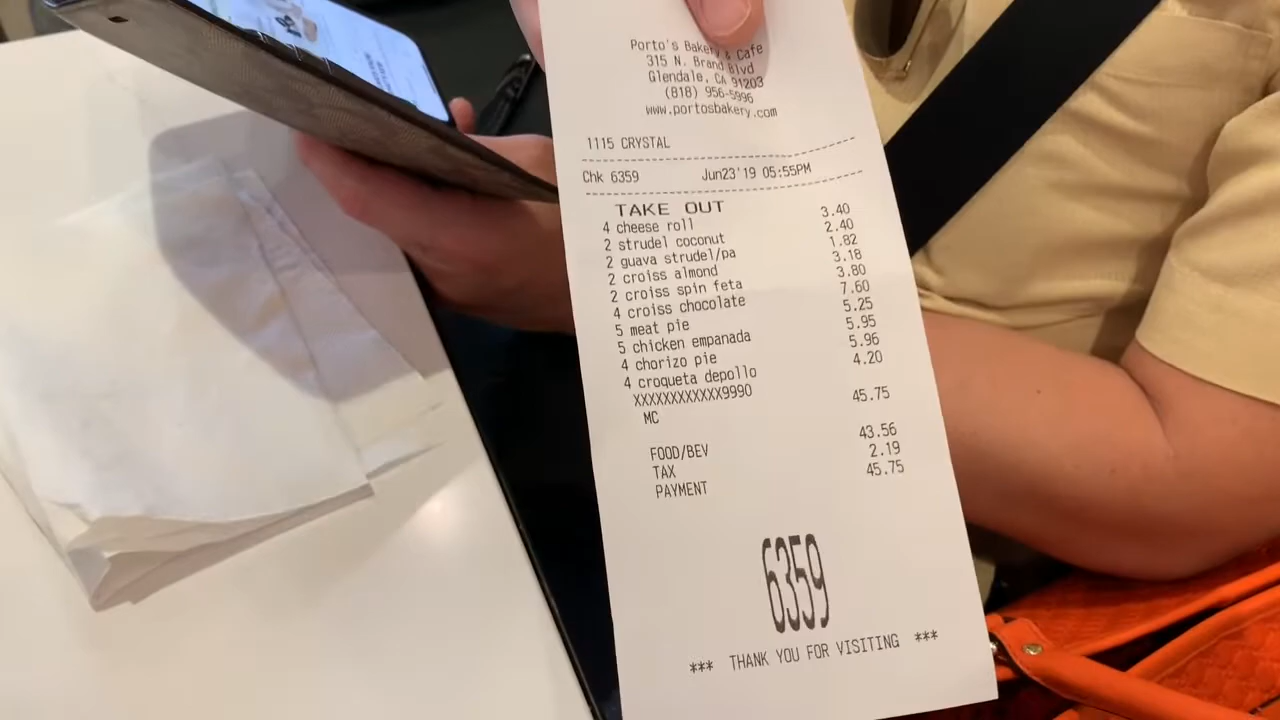 Porto's Bakery & Cafe
315 N. Brand Blvd
Glendale, CA 91203
(818) 956-5996
www.portosbakery.com
1115 CRYSTAL
Chk 6359 Jun23'19 05:55PM
TAKE OUT
4 cheese roll 3.40
2 strudel coconut 2.40
2 guava strudel/pa 1.82
2 croiss almond 3.18
2 croiss spin feta 3.80
4 croiss chocolate 7.60
5 meat pie 5.25
5 chicken empanada 5.95
4 chorizo pie 5.96
4 croqueta depollo 4.20
XXXXXXXXXXXX9990
MC 45.75
FOOD/BEV 43.56
TAX 2.19
PAYMENT 45.75
6359
*** THANK YOU FOR VISITING ***